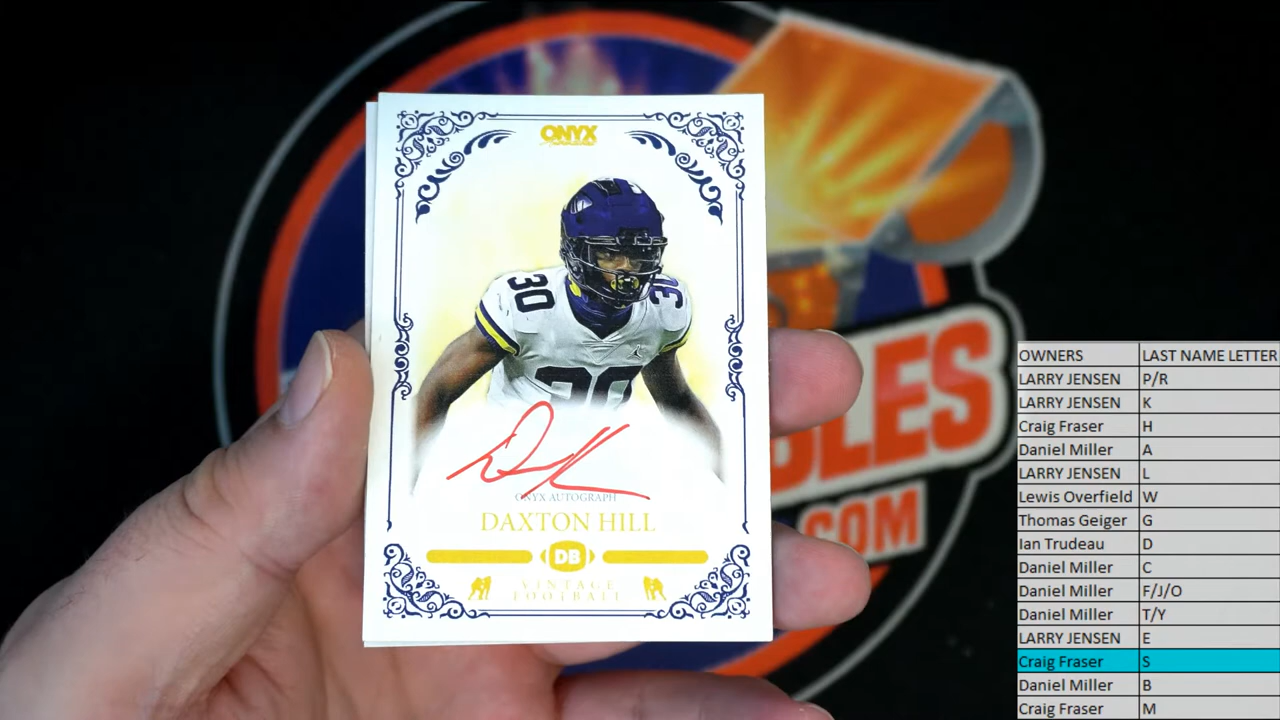 ONYX
30
30
30
ONYX AUTOGRAPH
DAXTON HILL
DB
VINTAGE
FOOTBALL
LES
.COM
OWNERS LAST NAME LETTER
LARRY JENSEN P/R
LARRY JENSEN K
Craig Fraser H
Daniel Miller A
LARRY JENSEN L
Lewis Overfield W
Thomas Geiger G
Ian Trudeau D
Daniel Miller C
Daniel Miller F/J/O
Daniel Miller T/Y
LARRY JENSEN E
Craig Fraser S
Daniel Miller B
Craig Fraser M